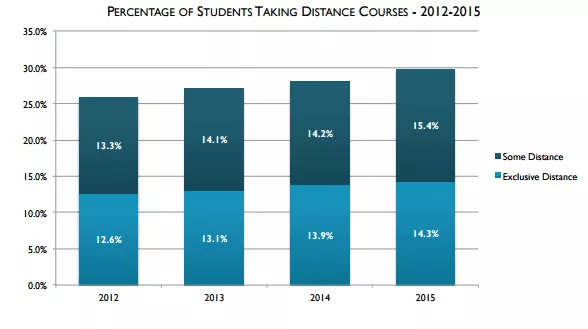 PERCENTAGE OF STUDENTS TAKING DISTANCE COURSES - 2012-2015
35.0%
30.0%
25.0%
20.0%
15.0%
10.0%
5.0%
0.0%
13.3% 14.1% 14.2% 15.4%
12.6% 13.1% 13.9% 14.3%
2012 2013 2014 2015
Some Distance
Exclusive Distance